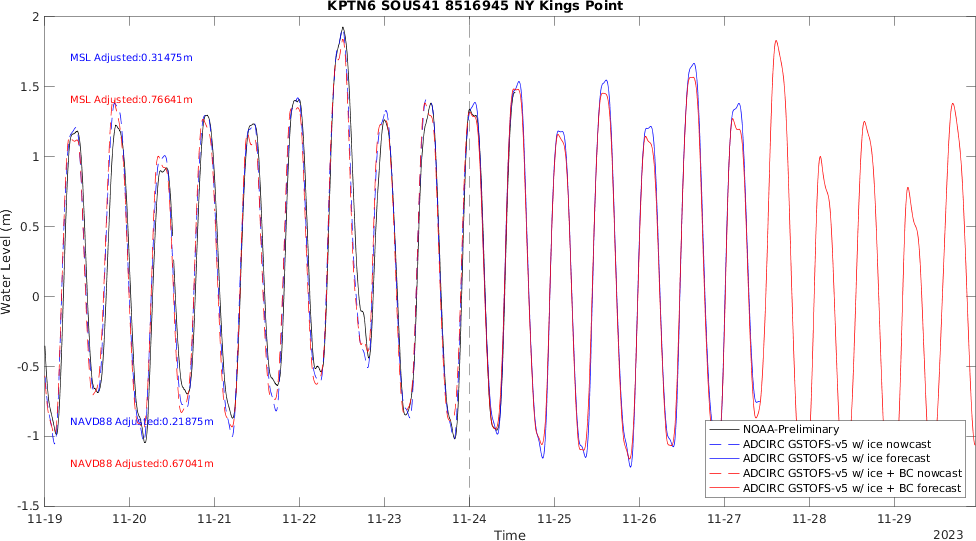 KPTN6 SOUS41 8516945 NY Kings Point
2
1.5
1
0.5
0
-0.5
-1
-1.5
Water Level (m)
MSL Adjusted:0.31475m
MSL Adjusted:0.76641m
NAVD88 Adjusted:0.21875m
NAVD88 Adjusted:0.67041m
NOAA-Preliminary
ADCIRC GSTOFS-v5 w/ ice nowcast
ADCIRC GSTOFS-v5 w/ ice forecast
ADCIRC GSTOFS-v5 w/ ice + BC nowcast
ADCIRC GSTOFS-v5 w/ ice + BC forecast
11-19 11-20 11-21 11-22 11-23 11-24 11-25 11-26 11-27 11-28 11-29
Time
2023